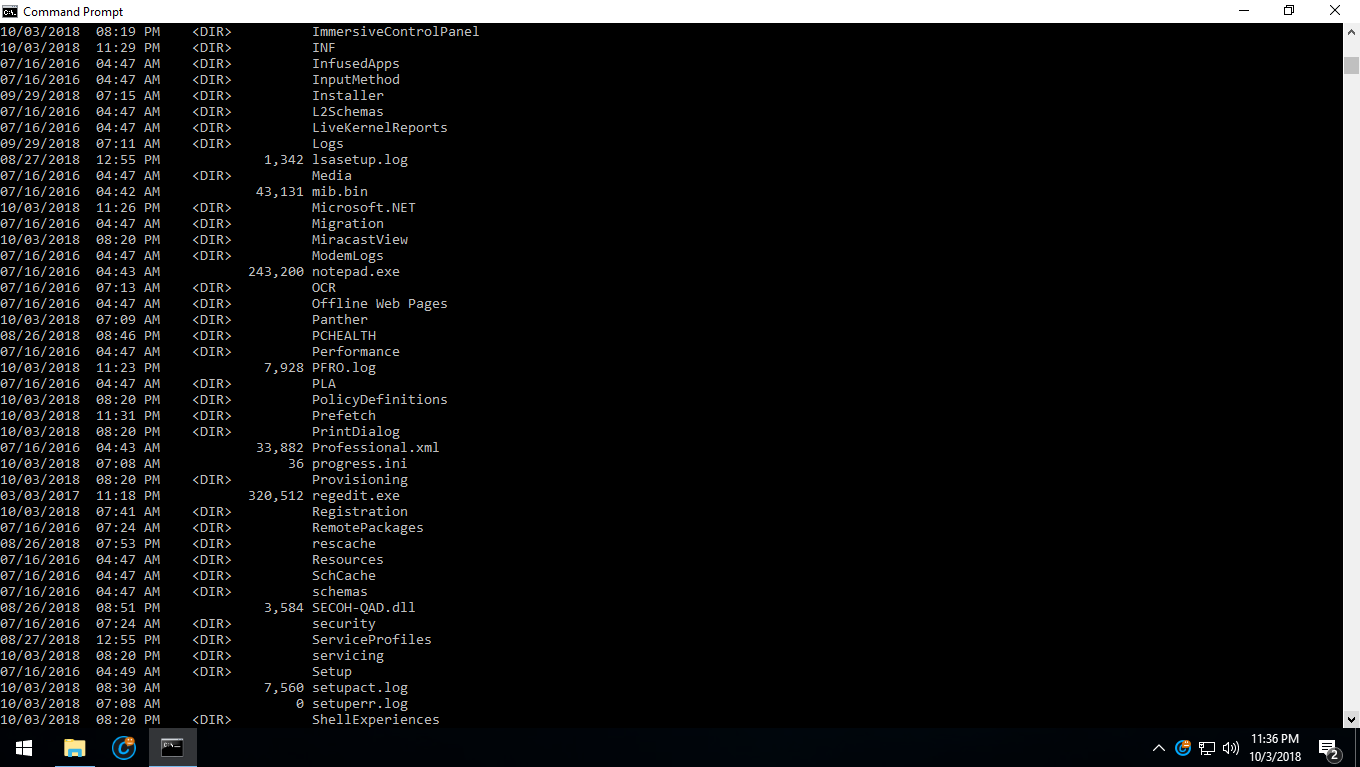 Command Prompt
10/03/2018  08:19 PM    <DIR>          ImmersiveControlPanel
10/03/2018  11:29 PM    <DIR>          INF
07/16/2016  04:47 AM    <DIR>          InfusedApps
07/16/2016  04:47 AM    <DIR>          InputMethod
09/29/2018  07:15 AM    <DIR>          Installer
07/16/2016  04:47 AM    <DIR>          L2Schemas
07/16/2016  04:47 AM    <DIR>          LiveKernelReports
09/29/2018  07:11 AM    <DIR>          Logs
08/27/2018  12:55 PM             1,342 lsasetup.log
07/16/2016  04:47 AM    <DIR>          Media
07/16/2016  04:42 AM            43,131 mib.bin
10/03/2018  11:26 PM    <DIR>          Microsoft.NET
07/16/2016  04:47 AM    <DIR>          Migration
10/03/2018  08:20 PM    <DIR>          MiracastView
07/16/2016  04:47 AM    <DIR>          ModemLogs
07/16/2016  04:43 AM           243,200 notepad.exe
07/16/2016  07:13 AM    <DIR>          OCR
07/16/2016  04:47 AM    <DIR>          Offline Web Pages
10/03/2018  07:09 AM    <DIR>          Panther
08/26/2018  08:46 PM    <DIR>          PCHEALTH
07/16/2016  04:47 AM    <DIR>          Performance
10/03/2018  11:23 PM             7,928 PFRO.log
07/16/2016  04:47 AM    <DIR>          PLA
10/03/2018  08:20 PM    <DIR>          PolicyDefinitions
10/03/2018  11:31 PM    <DIR>          Prefetch
10/03/2018  08:20 PM    <DIR>          PrintDialog
07/16/2016  04:43 AM            33,882 Professional.xml
10/03/2018  07:08 AM                36 progress.ini
10/03/2018  08:20 PM    <DIR>          Provisioning
03/03/2017  11:18 PM           320,512 regedit.exe
10/03/2018  07:41 AM    <DIR>          Registration
07/16/2016  07:24 AM    <DIR>          RemotePackages
08/26/2018  07:53 PM    <DIR>          rescache
07/16/2016  04:47 AM    <DIR>          Resources
07/16/2016  04:47 AM    <DIR>          SchCache
07/16/2016  04:47 AM    <DIR>          schemas
08/26/2018  08:51 PM             3,584 SECOH-QAD.dll
07/16/2016  07:24 AM    <DIR>          security
08/27/2018  12:55 PM    <DIR>          ServiceProfiles
10/03/2018  08:20 PM    <DIR>          servicing
07/16/2016  04:49 AM    <DIR>          Setup
10/03/2018  08:30 AM             7,560 setupact.log
10/03/2018  07:08 AM                 0 setuperr.log
10/03/2018  08:20 PM    <DIR>          ShellExperiences
11:36 PM
10/3/2018
2